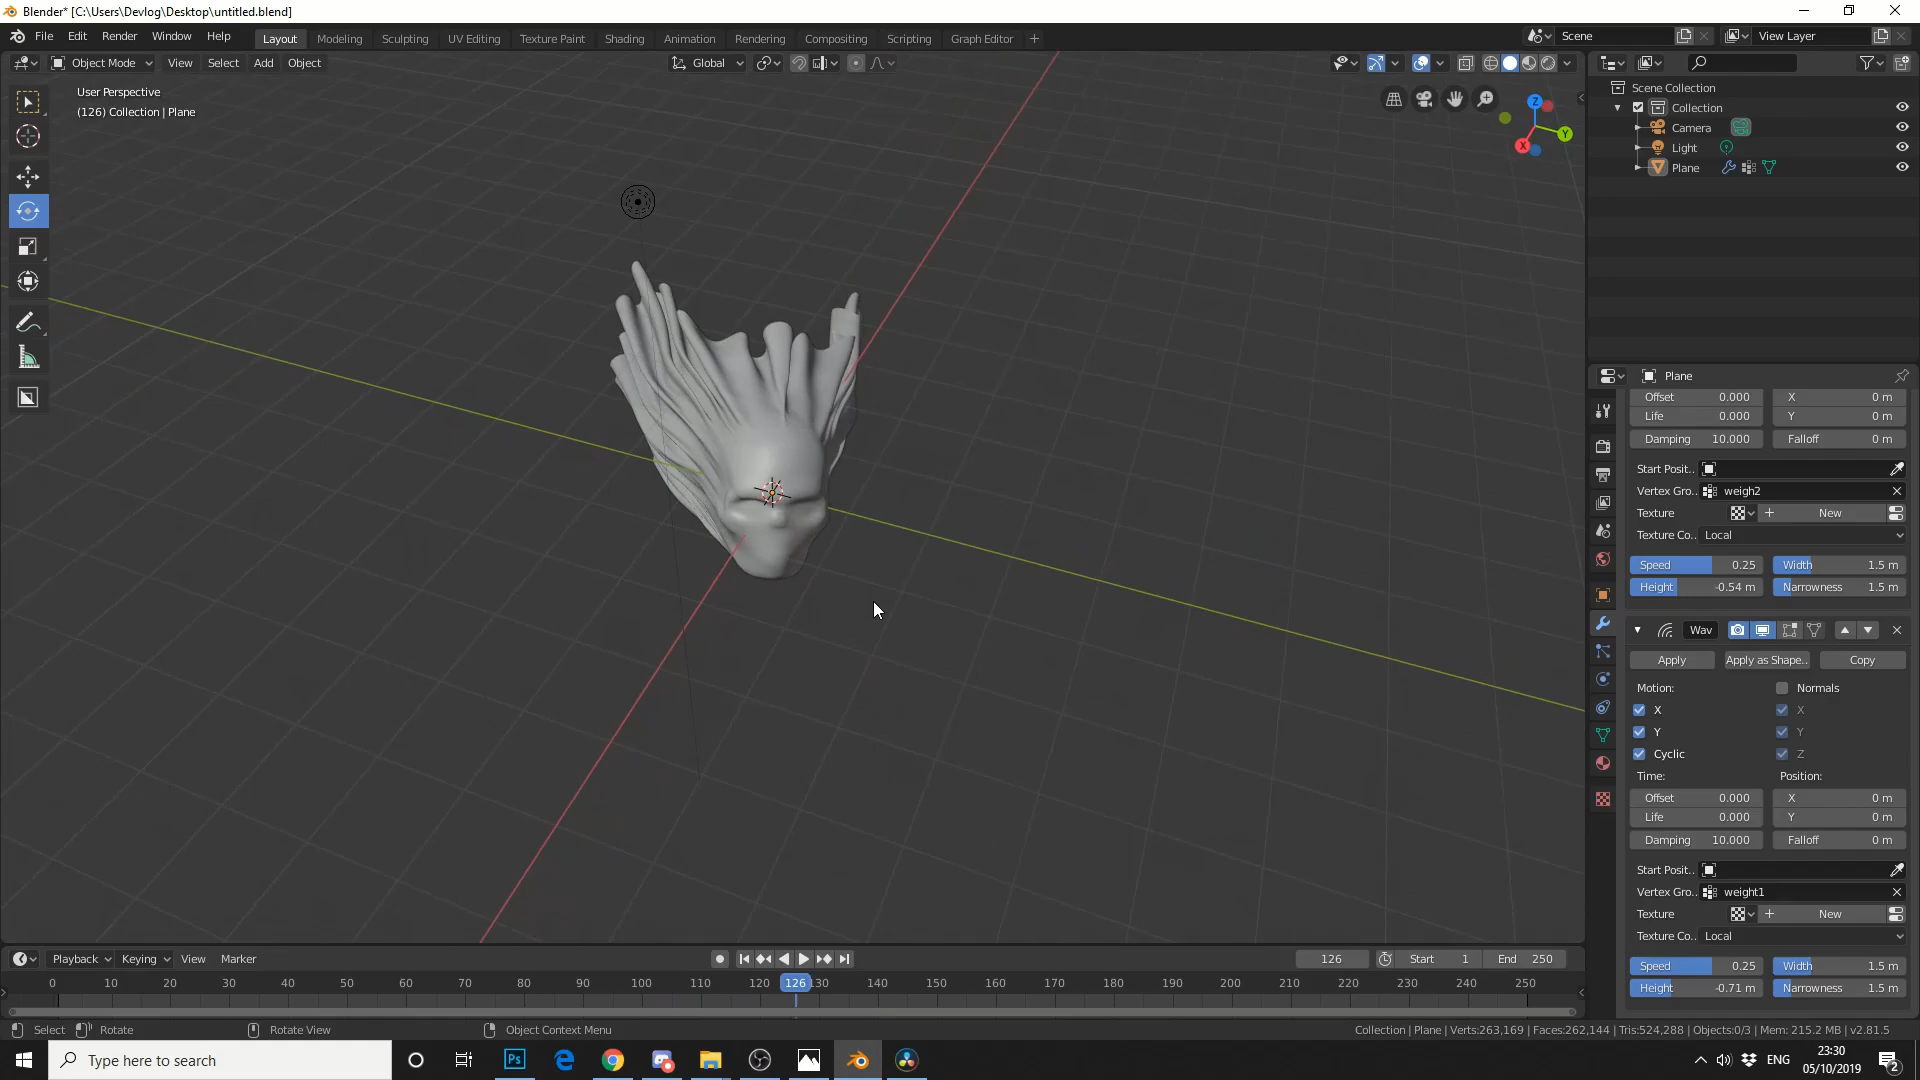 Blender* [C:\Users\Devlog\Desktop\untitled.blend]
File Edit Render Window Help
Layout Modeling Sculpting UV Editing Texture Paint Shading Animation Rendering Compositing Scripting Graph Editor +
Scene View Layer
Object Mode View Select Add Object
Global
User Perspective
(126) Collection | Plane
Z
Y
X
Scene Collection
Collection
Camera
Light
Plane
Plane
Offset 0.000 X 0 m
Life 0.000 Y 0 m
Damping 10.000 Falloff 0 m
Start Posit..
Vertex Gro.. weigh2
Texture + New
Texture Co.. Local
Speed 0.25 Width 1.5 m
Height -0.54 m Narrowness 1.5 m
Wav
Apply Apply as Shape.. Copy
Motion: Normals
X X
Y Y
Cyclic Z
Time: Position:
Offset 0.000 X 0 m
Life 0.000 Y 0 m
Damping 10.000 Falloff 0 m
Start Posit..
Vertex Gro.. weight1
Texture + New
Texture Co.. Local
Speed 0.25 Width 1.5 m
Height -0.71 m Narrowness 1.5 m
Playback Keying View Marker
126 Start 1 End 250
0 10 20 30 40 50 60 70 80 90 100 110 120 126 130 140 150 160 170 180 190 200 210 220 230 240 250
Select Rotate Rotate View Object Context Menu
Collection | Plane | Verts:263,169 | Faces:262,144 | Tris:524,288 | Objects:0/3 | Mem: 215.2 MB | v2.81.5
Type here to search
Ps
ENG
23:30
05/10/2019
2